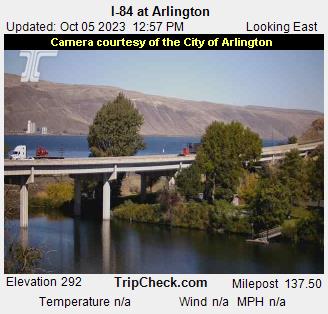 I-84 at Arlington
Updated: Oct 05 2023 12:57 PM Looking East
Camera courtesy of the City of Arlington
Elevation 292 TripCheck.com Milepost 137.50
Temperature n/a Wind n/a MPH n/a